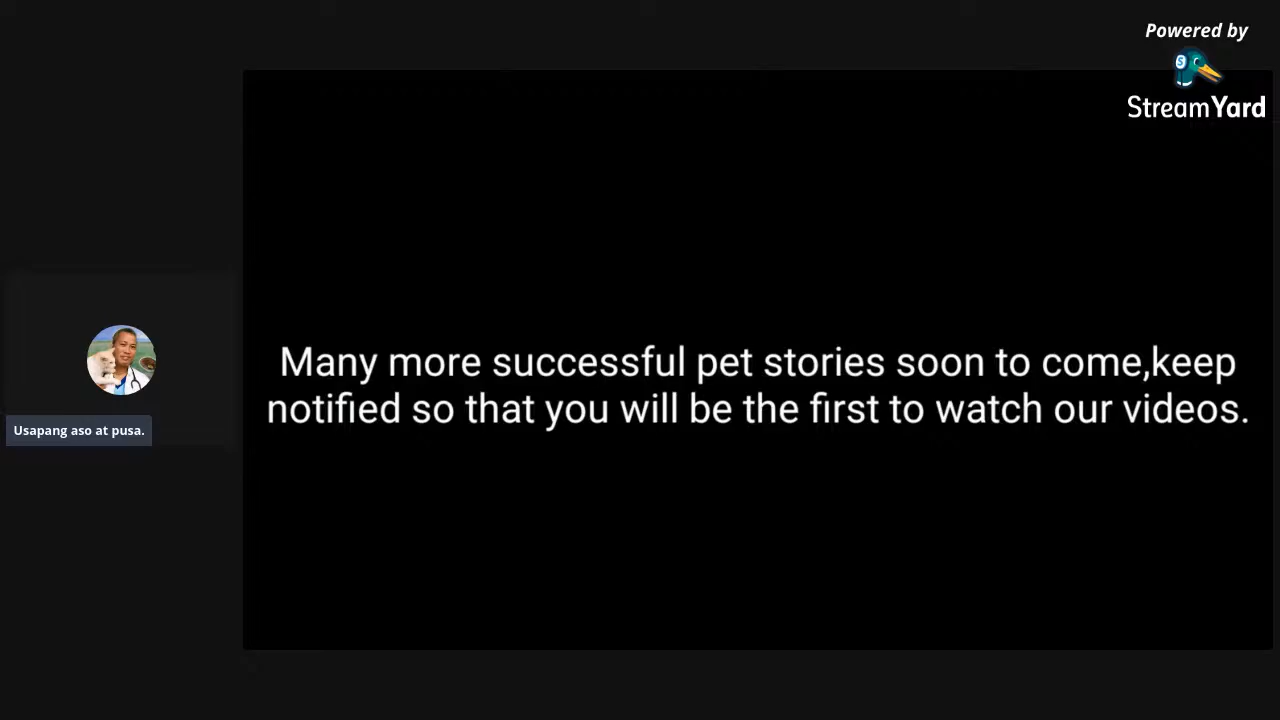 Powered by
StreamYard
Many more successful pet stories soon to come,keep
notified so that you will be the first to watch our videos.
Usapang aso at pusa.